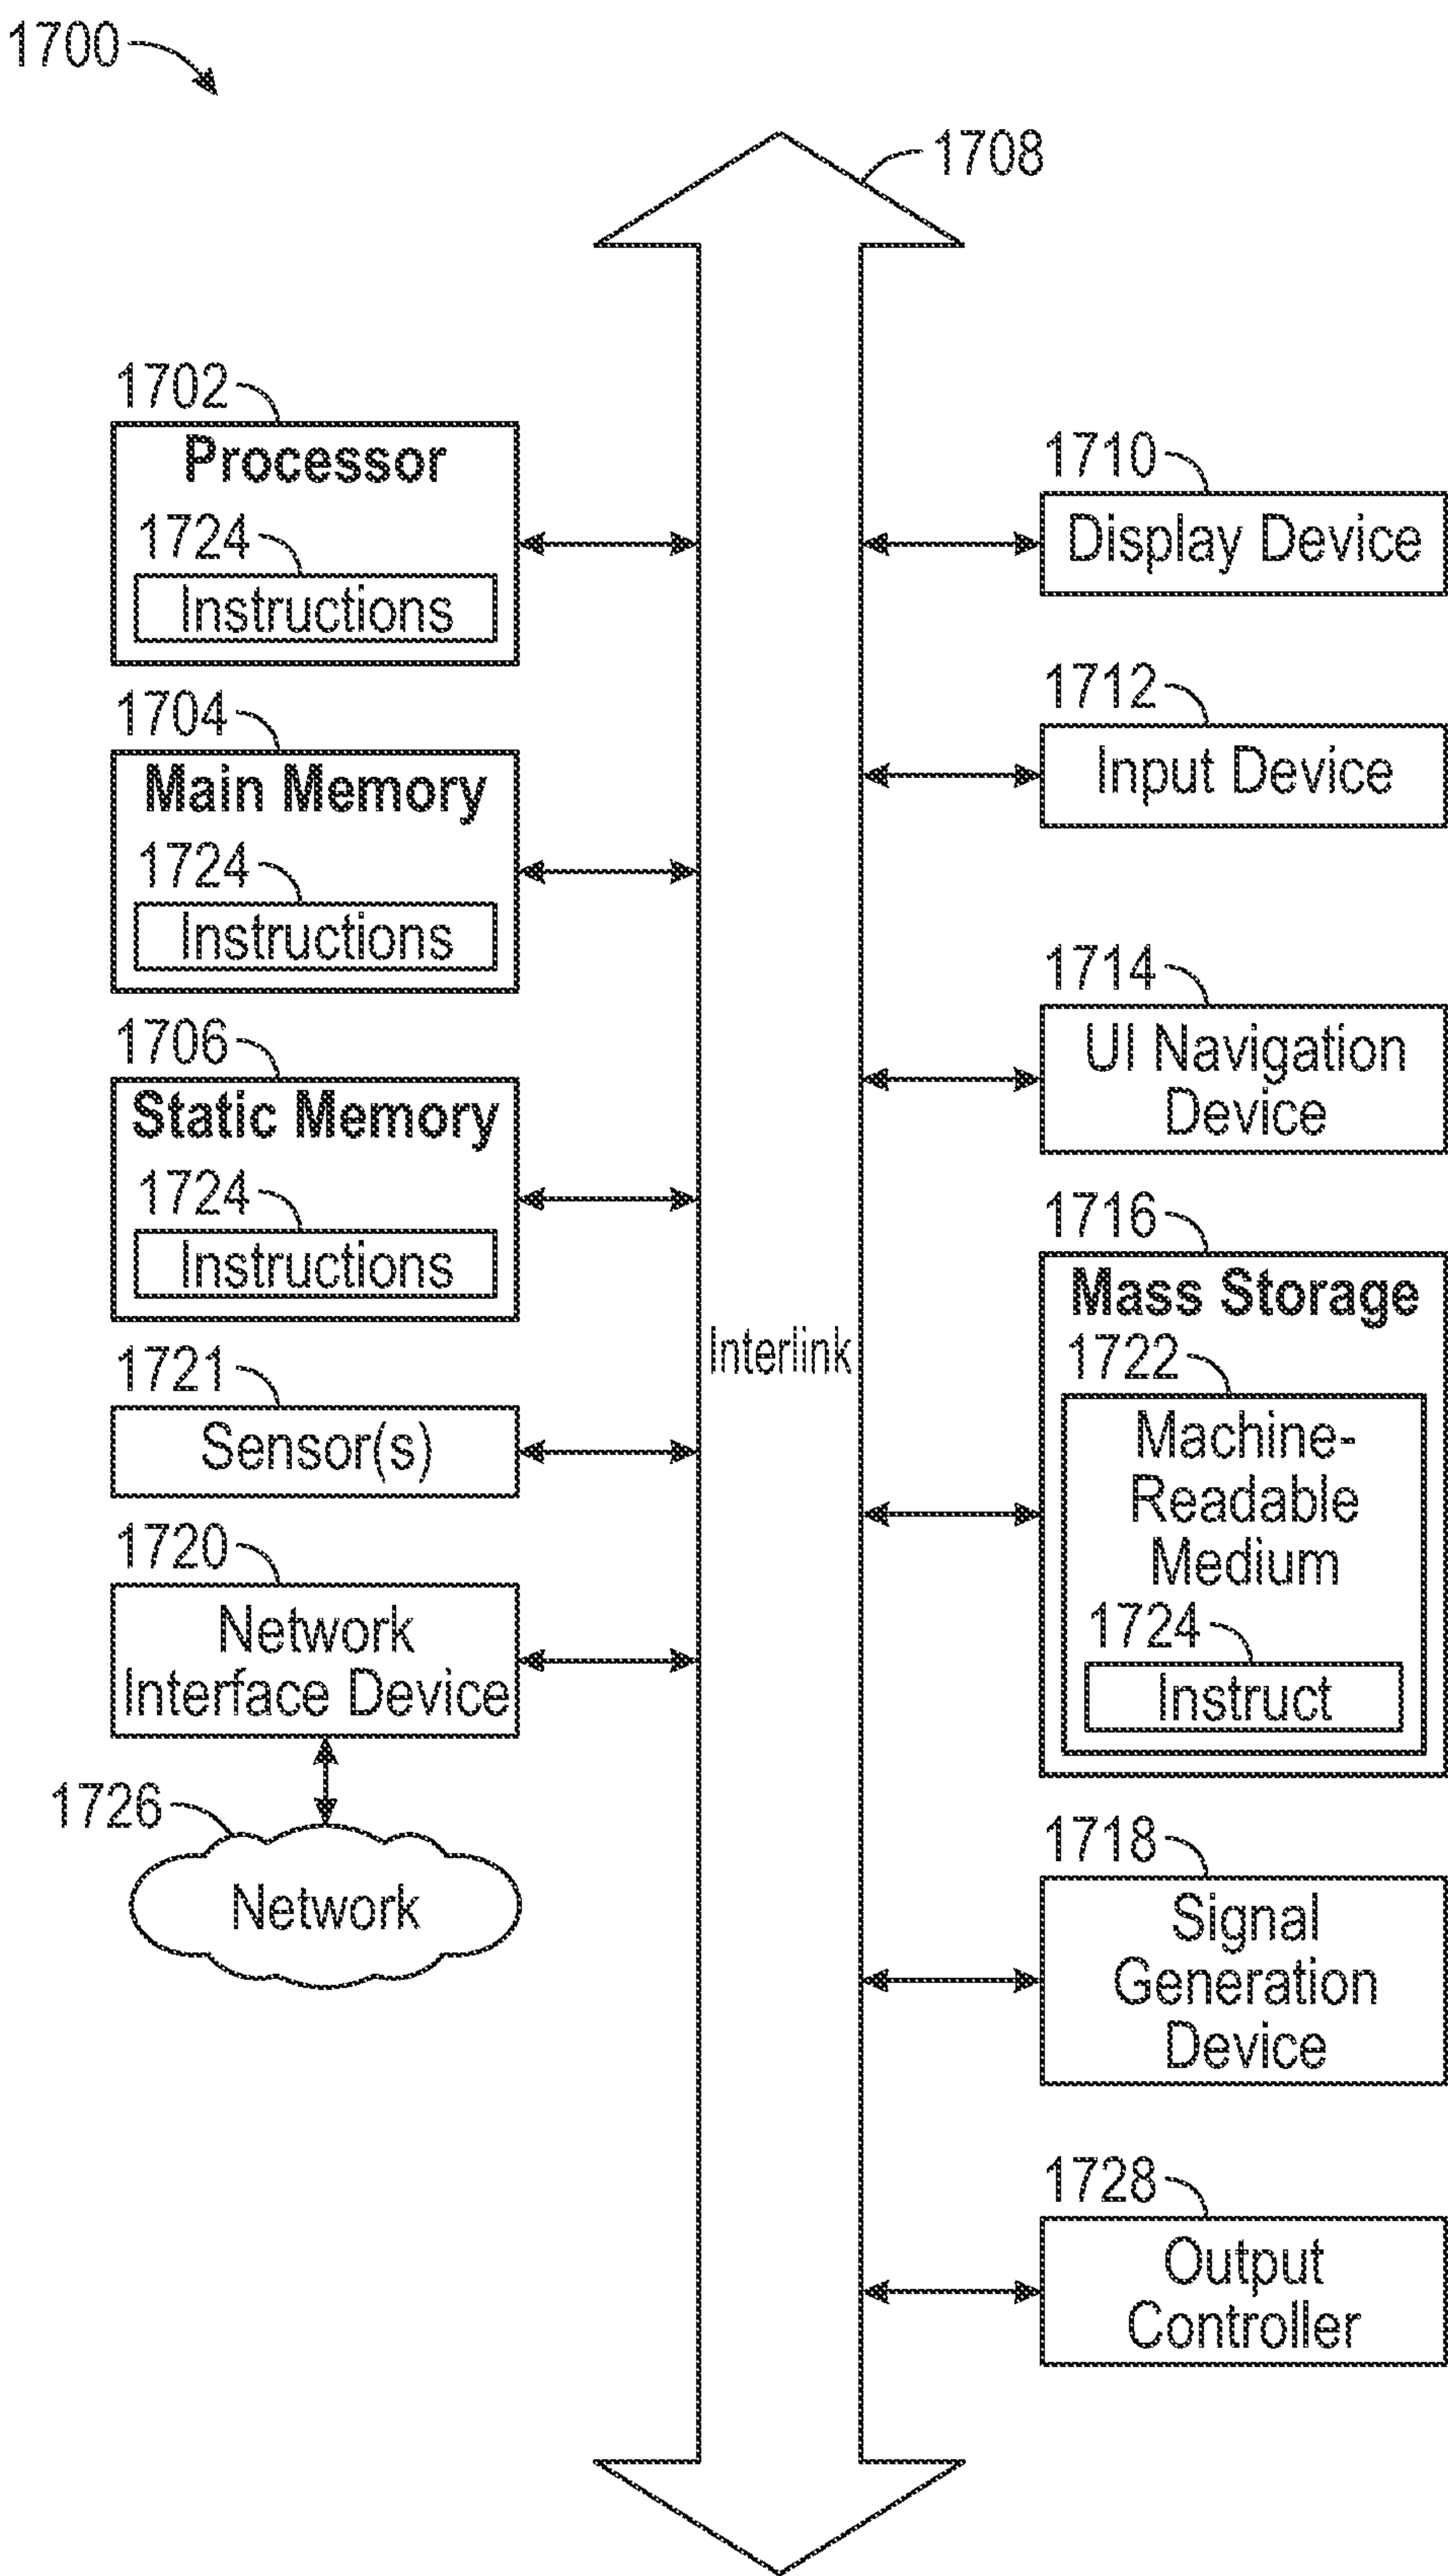 1700
1708
1702
Processor
1724
Instructions
1704
Main Memory
1724
Instructions
1706
Static Memory
1724
Instructions
1721
Sensor(s)
1720
Network
Interface Device
1726
Network
Interlink
1710
Display Device
1712
Input Device
1714
UI Navigation
Device
1716
Mass Storage
1722
Machine-
Readable
Medium
1724
Instruct
1718
Signal
Generation
Device
1728
Output
Controller